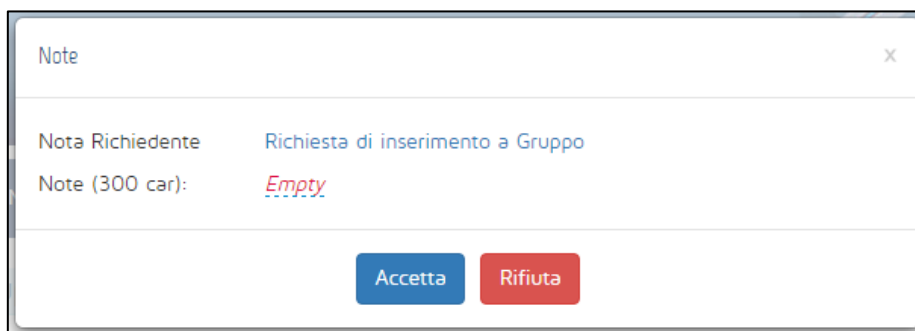 Note
x
Nota Richiedente Richiesta di inserimento a Gruppo
Note (300 car): Empty
Accetta Rifiuta